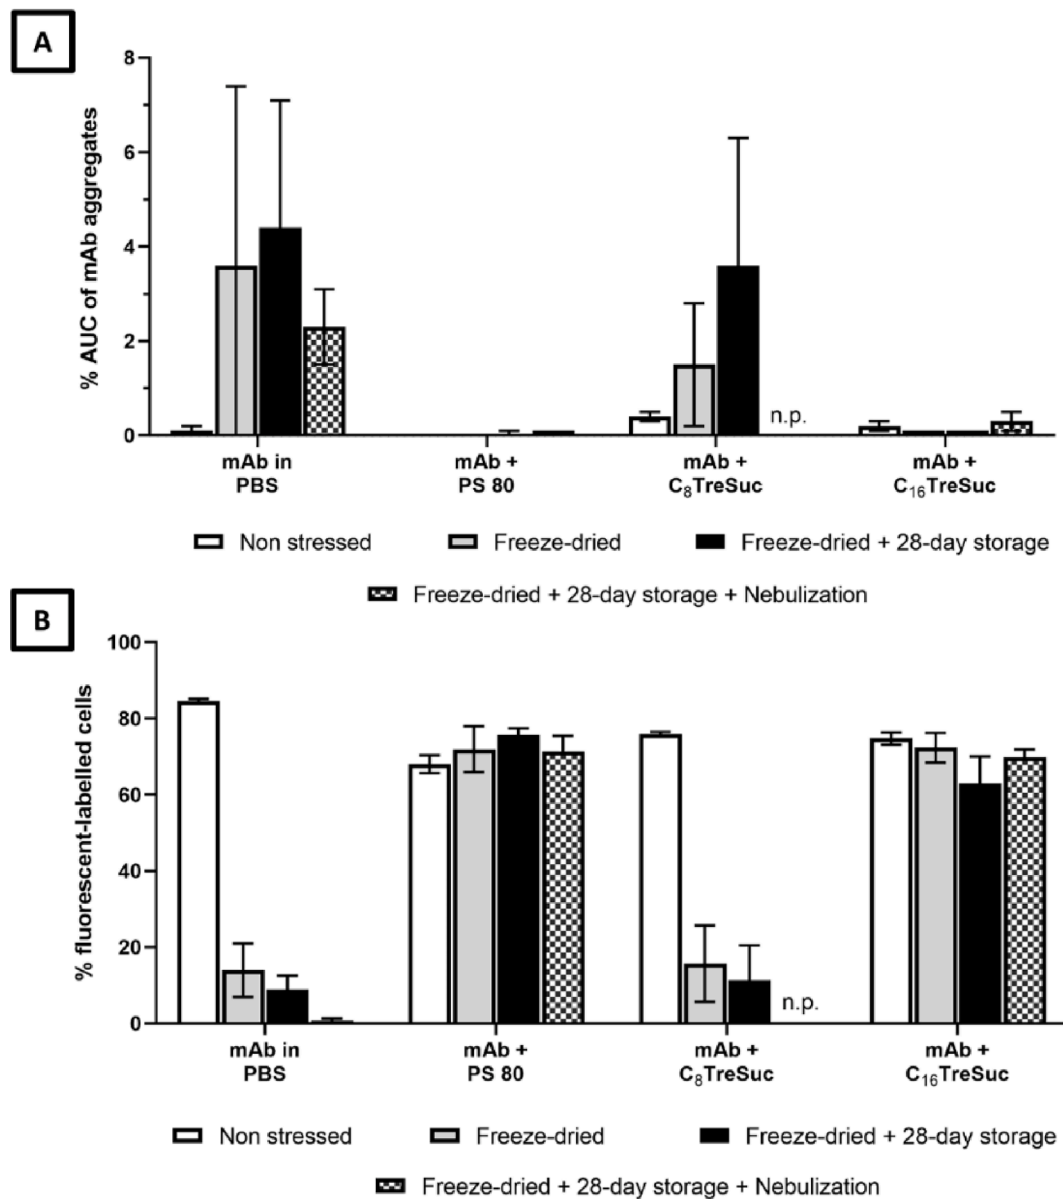 A
% AUC of mAb aggregates
8
6
4
2
0
n.p.
mAb in
PBS
mAb +
PS 80
mAb +
C₈TreSuc
mAb +
C₁₆TreSuc
Non stressed
Freeze-dried
Freeze-dried + 28-day storage
Freeze-dried + 28-day storage + Nebulization
B
% fluorescent-labelled cells
100
80
60
40
20
0
n.p.
mAb in
PBS
mAb +
PS 80
mAb +
C₈TreSuc
mAb +
C₁₆TreSuc
Non stressed
Freeze-dried
Freeze-dried + 28-day storage
Freeze-dried + 28-day storage + Nebulization